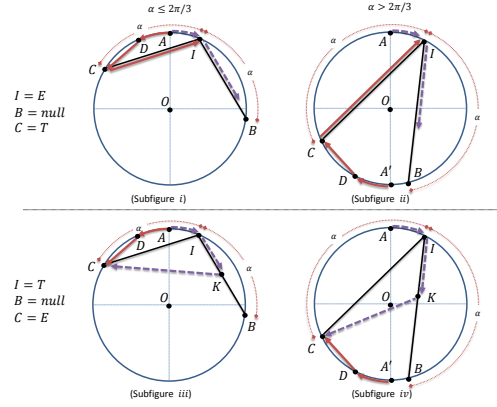 α ≤ 2π/3
α > 2π/3
α
A
D
I
C
α
O
B
I = E
B = null
C = T
(Subfigure i)
A
I
α
O
C
D
A′
B
(Subfigure ii)
α
A
D
I
C
α
K
O
B
I = T
B = null
C = E
(Subfigure iii)
A
I
O
K
α
C
D
A′
B
(Subfigure iv)